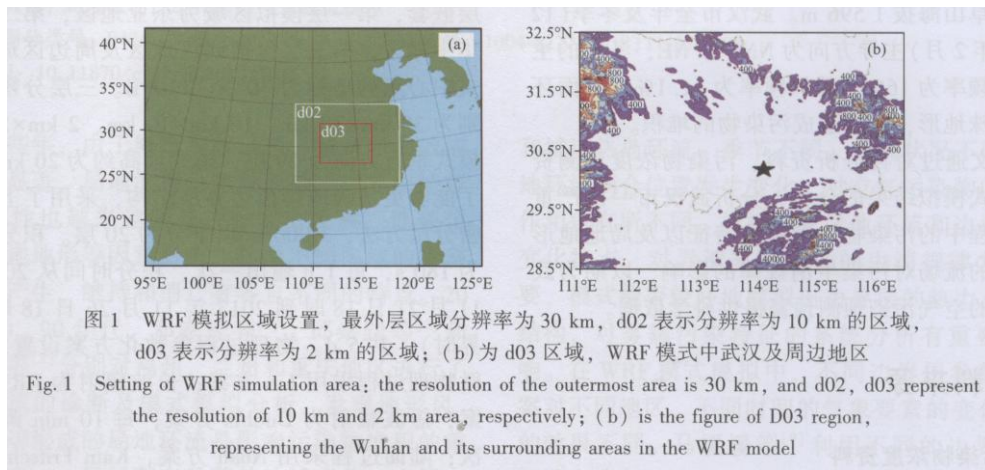 40°N
35°N
30°N
25°N
20°N
95°E 100°E 105°E 110°E 115°E 120°E 125°E
(a)
d02
d03
32.5°N
31.5°N
30.5°N
29.5°N
28.5°N
111°E 112°E 113°E 114°E 115°E 116°E
(b)
图1 WRF 模拟区域设置，最外层区域分辨率为 30 km，d02 表示分辨率为 10 km 的区域，
d03 表示分辨率为 2 km 的区域；(b)为 d03 区域，WRF 模式中武汉及周边地区
Fig. 1 Setting of WRF simulation area; the resolution of the outermost area is 30 km, and d02, d03 represent
the resolution of 10 km and 2 km area, respectively; (b) is the figure of D03 region,
representing the Wuhan and its surrounding areas in the WRF model